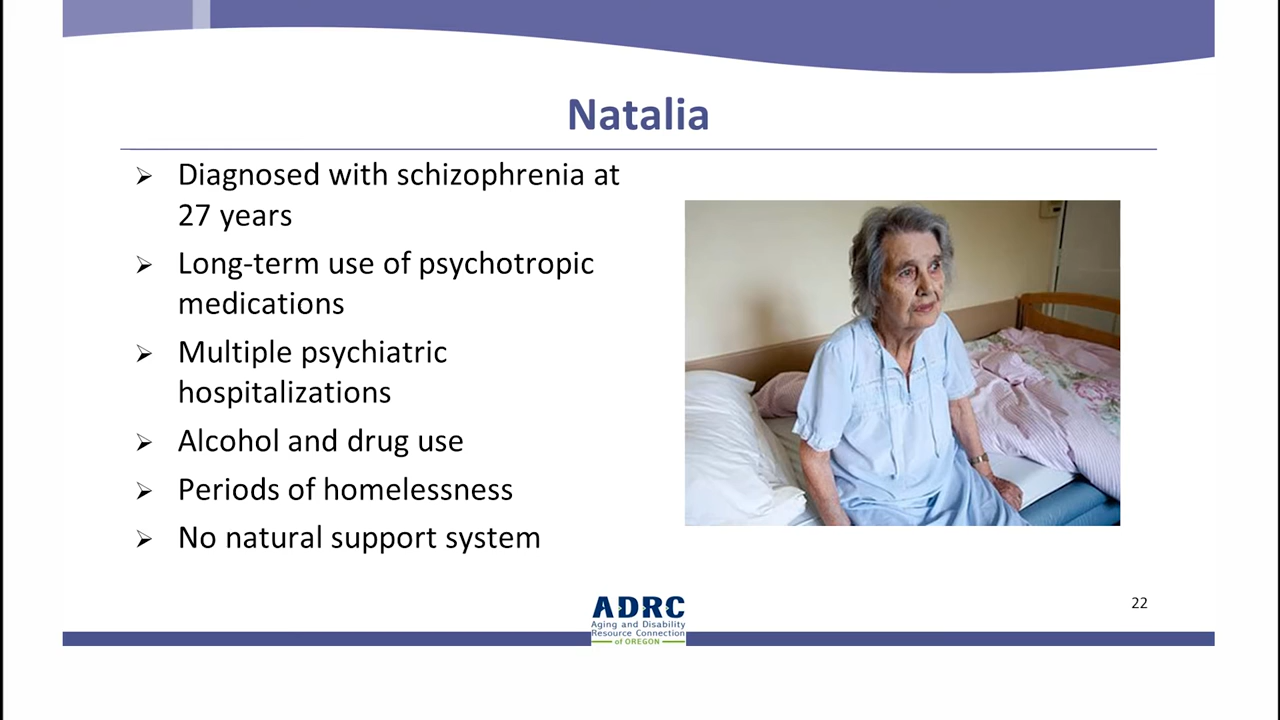 Natalia
Diagnosed with schizophrenia at
27 years
Long-term use of psychotropic
medications
Multiple psychiatric
hospitalizations
Alcohol and drug use
Periods of homelessness
No natural support system
22
ADRC
Aging and Disability
Resource Connection
of OREGON